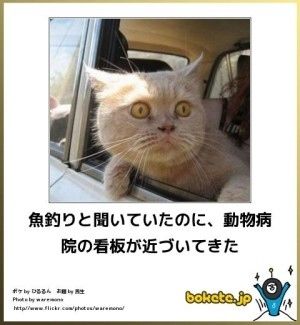 魚釣りと聞いていたのに、動物病
院の看板が近づいてきた
ボケ by ひるるん　お題 by 民生
Photo by waremono
http://www.flickr.com/photos/waremono/
bokete.jp